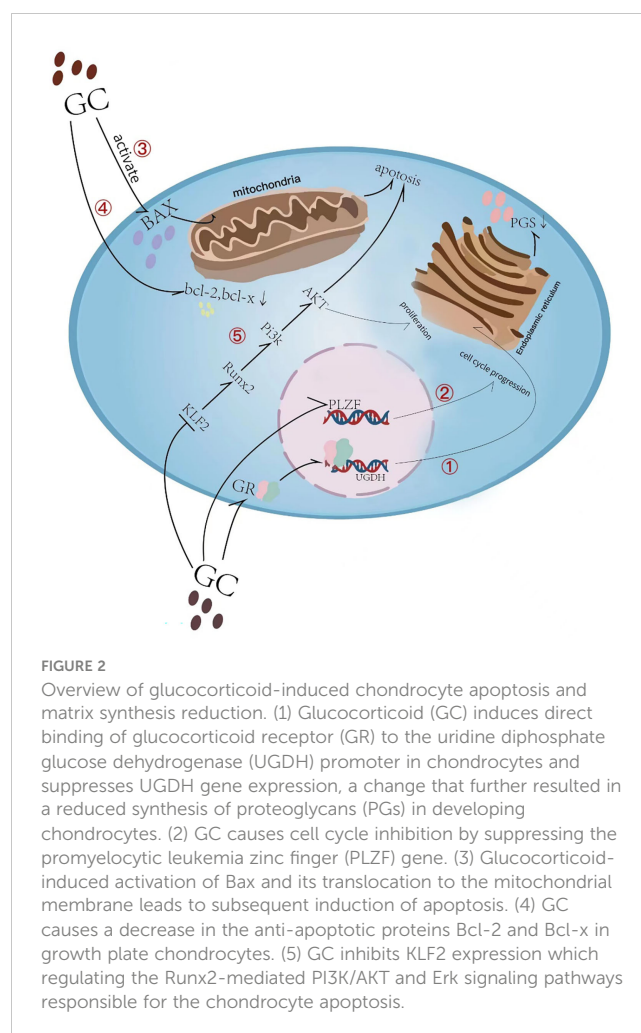 GC
activate
③
④
BAX
mitochondria
apotosis
PGS ↓
bcl-2,bcl-x ↓
AKT
proliferation
Endoplasmic reticulum
⑤
Pi3k
cell cycle progression
Runx2
②
KLF2
PLZF
①
GR
UGDH
GC
FIGURE 2
Overview of glucocorticoid-induced chondrocyte apoptosis and
matrix synthesis reduction. (1) Glucocorticoid (GC) induces direct
binding of glucocorticoid receptor (GR) to the uridine diphosphate
glucose dehydrogenase (UGDH) promoter in chondrocytes and
suppresses UGDH gene expression, a change that further resulted in
a reduced synthesis of proteoglycans (PGs) in developing
chondrocytes. (2) GC causes cell cycle inhibition by suppressing the
promyelocytic leukemia zinc finger (PLZF) gene. (3) Glucocorticoid-
induced activation of Bax and its translocation to the mitochondrial
membrane leads to subsequent induction of apoptosis. (4) GC
causes a decrease in the anti-apoptotic proteins Bcl-2 and Bcl-x in
growth plate chondrocytes. (5) GC inhibits KLF2 expression which
regulating the Runx2-mediated PI3K/AKT and Erk signaling pathways
responsible for the chondrocyte apoptosis.